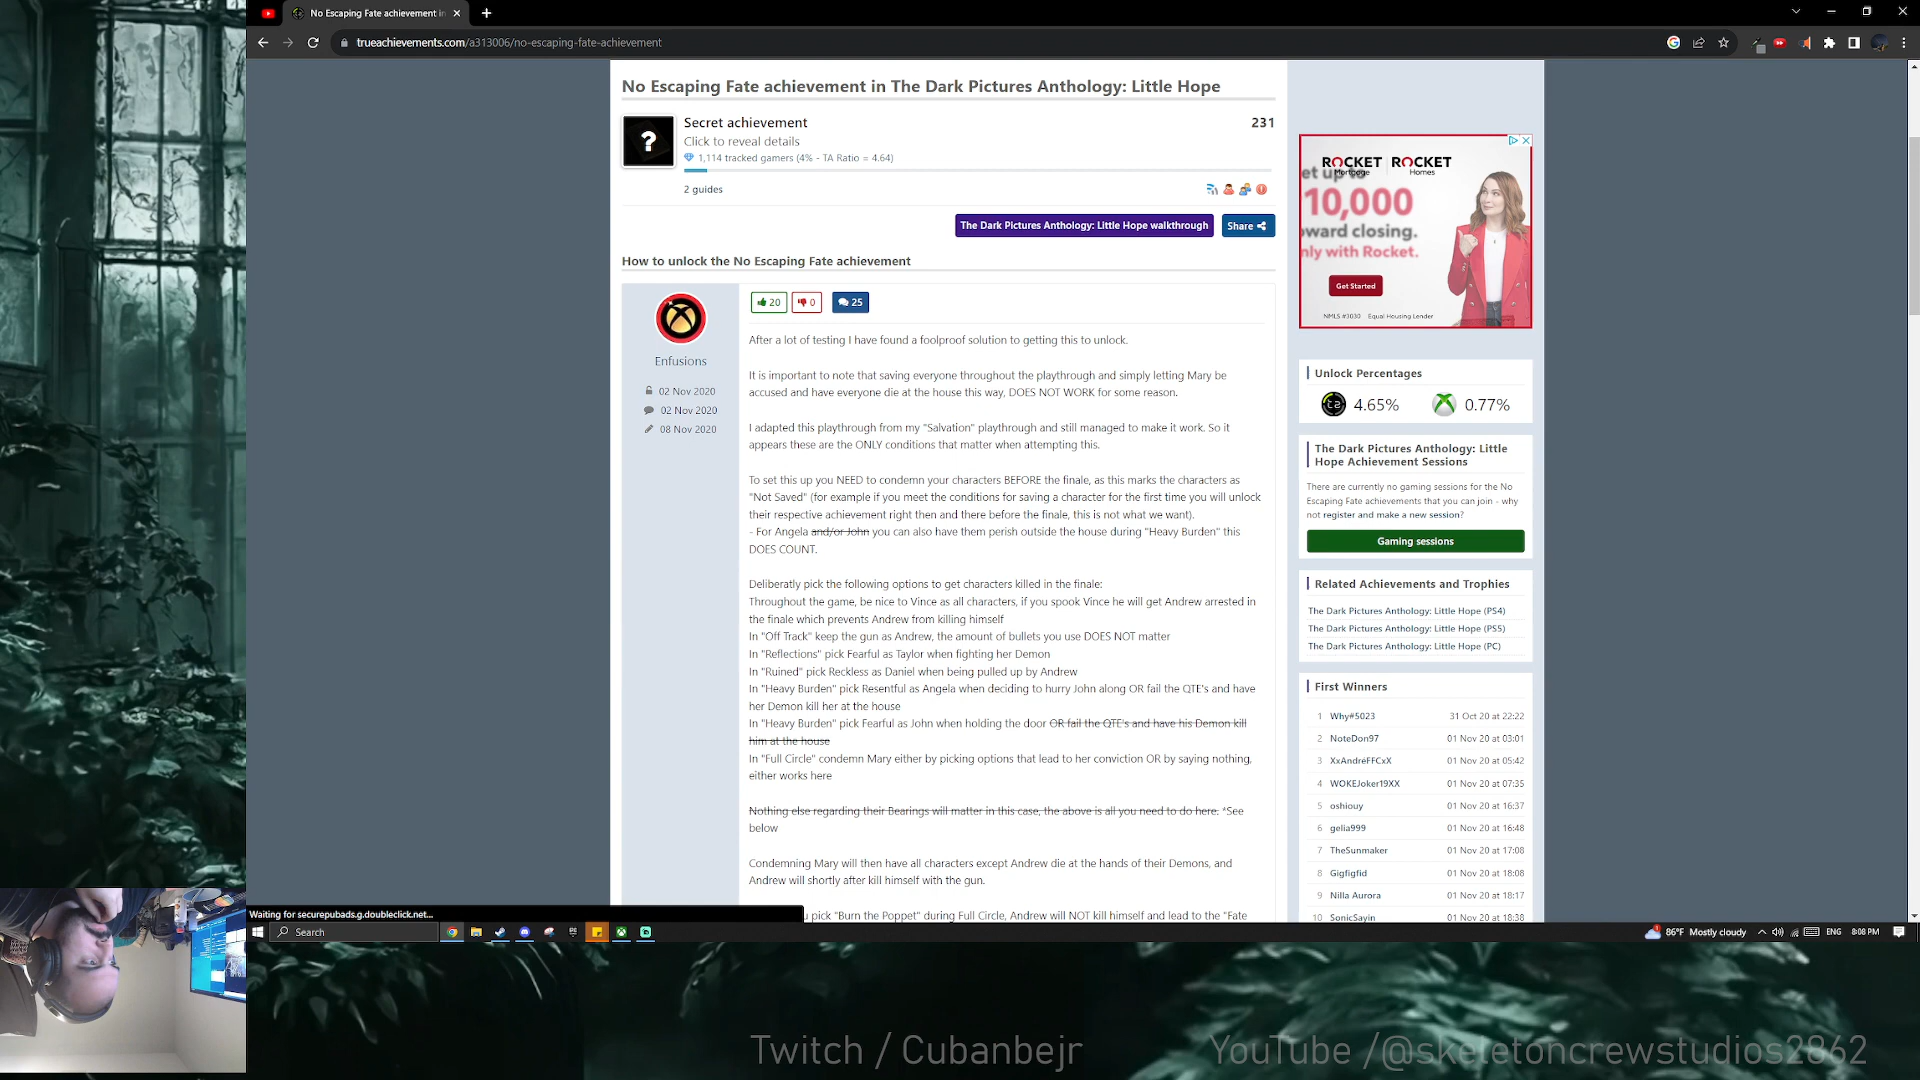 No Escaping Fate achievement in
trueachievements.com/a313006/no-escaping-fate-achievement
No Escaping Fate achievement in The Dark Pictures Anthology: Little Hope
Secret achievement
231
Click to reveal details
1,114 tracked gamers (4% - TA Ratio = 4.64)
2 guides
The Dark Pictures Anthology: Little Hope walkthrough
Share
How to unlock the No Escaping Fate achievement
20
0
25
Enfusions
02 Nov 2020
02 Nov 2020
08 Nov 2020
After a lot of testing I have found a foolproof solution to getting this to unlock.
It is important to note that saving everyone throughout the playthrough and simply letting Mary be
accused and have everyone die at the house this way, DOES NOT WORK for some reason.
I adapted this playthrough from my "Salvation" playthrough and still managed to make it work. So it
appears these are the ONLY conditions that matter when attempting this.
To set this up you NEED to condemn your characters BEFORE the finale, as this marks the characters as
"Not Saved" (for example if you meet the conditions for saving a character for the first time you will unlock
their respective achievement right then and there before the finale, this is not what we want).
- For Angela and/or John you can also have them perish outside the house during "Heavy Burden" this
DOES COUNT.
Deliberatly pick the following options to get characters killed in the finale:
Throughout the game, be nice to Vince as all characters, if you spook Vince he will get Andrew arrested in
the finale which prevents Andrew from killing himself
In "Off Track" keep the gun as Andrew, the amount of bullets you use DOES NOT matter
In "Reflections" pick Fearful as Taylor when fighting her Demon
In "Ruined" pick Reckless as Daniel when being pulled up by Andrew
In "Heavy Burden" pick Resentful as Angela when deciding to hurry John along OR fail the QTE's and have
her Demon kill her at the house
In "Heavy Burden" pick Fearful as John when holding the door OR fail the QTE's and have his Demon kill
him at the house
In "Full Circle" condemn Mary either by picking options that lead to her conviction OR by saying nothing,
either works here
Nothing else regarding their Bearings will matter in this case, the above is all you need to do here. *See
below
Condemning Mary will then have all characters except Andrew die at the hands of their Demons, and
Andrew will shortly after kill himself with the gun.
u pick "Burn the Poppet" during Full Circle, Andrew will NOT kill himself and lead to the "Fate
ROCKET Mortgage ROCKET Homes
et up to
10,000
oward closing.
nly with Rocket.
Get Started
NMLS #3030 Equal Housing Lender
Unlock Percentages
4.65%
0.77%
The Dark Pictures Anthology: Little
Hope Achievement Sessions
There are currently no gaming sessions for the No
Escaping Fate achievements that you can join - why
not register and make a new session?
Gaming sessions
Related Achievements and Trophies
The Dark Pictures Anthology: Little Hope (PS4)
The Dark Pictures Anthology: Little Hope (PS5)
The Dark Pictures Anthology: Little Hope (PC)
First Winners
1 Why#5023 31 Oct 20 at 22:22
2 NoteDon97 01 Nov 20 at 03:01
3 XxAndréFFCxX 01 Nov 20 at 05:42
4 WOKEJoker19XX 01 Nov 20 at 07:35
5 oshiouy 01 Nov 20 at 16:37
6 gelia999 01 Nov 20 at 16:48
7 TheSunmaker 01 Nov 20 at 17:08
8 Gigfigfid 01 Nov 20 at 18:08
9 Nilla Aurora 01 Nov 20 at 18:17
10 SonicSayin 01 Nov 20 at 18:38
Waiting for securepubads.g.doubleclick.net...
Search
86°F Mostly cloudy
ENG
8:08 PM
Twitch / Cubanbejr
YouTube /@skeletoncrewstudios2862